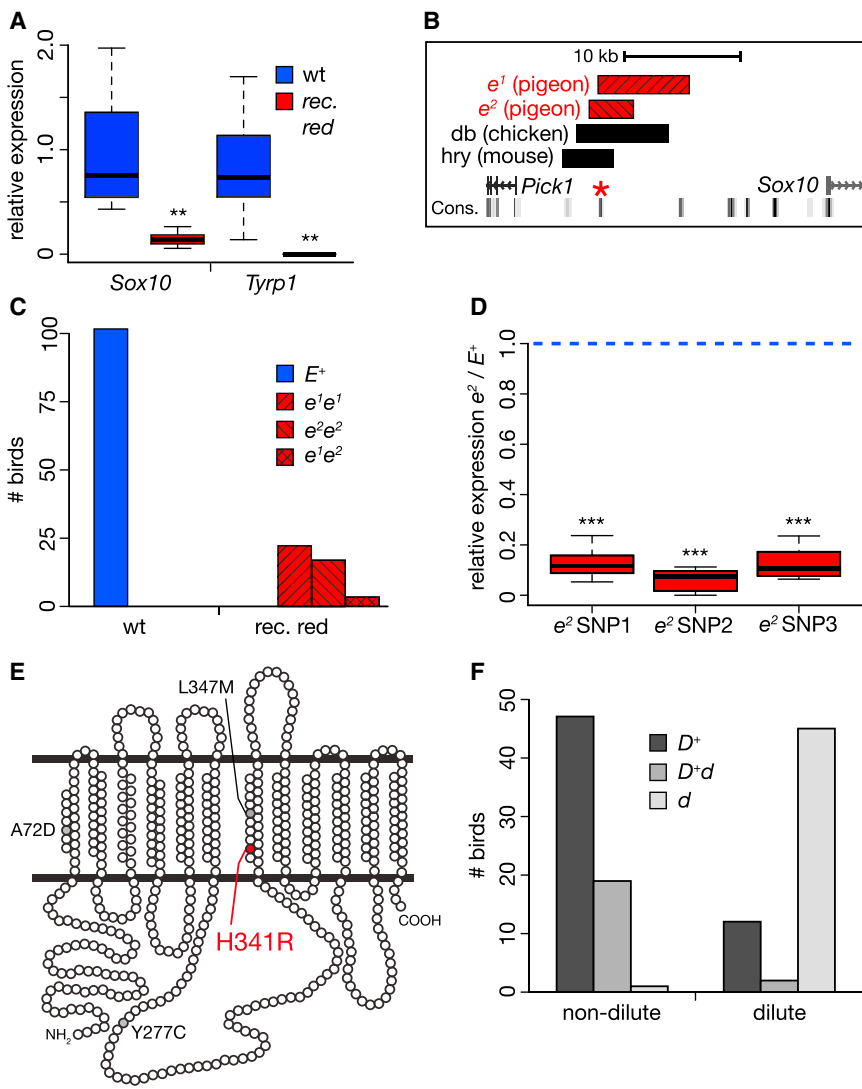 A
relative expression
2.0
1.0
0
wt
rec. red
**
**
Sox10
Tyrp1
B
10 kb
e¹ (pigeon)
e² (pigeon)
db (chicken)
hry (mouse)
Pick1
*
Sox10
Cons.
C
# birds
100
75
50
25
0
E⁺
e¹e¹
e²e²
e¹e²
wt
rec. red
D
relative expression e² / E⁺
1.0
0.8
0.6
0.4
0.2
0
***
***
***
e² SNP1
e² SNP2
e² SNP3
E
L347M
A72D
H341R
COOH
NH₂
Y277C
F
# birds
50
40
30
20
10
0
D⁺
D⁺d
d
non-dilute
dilute